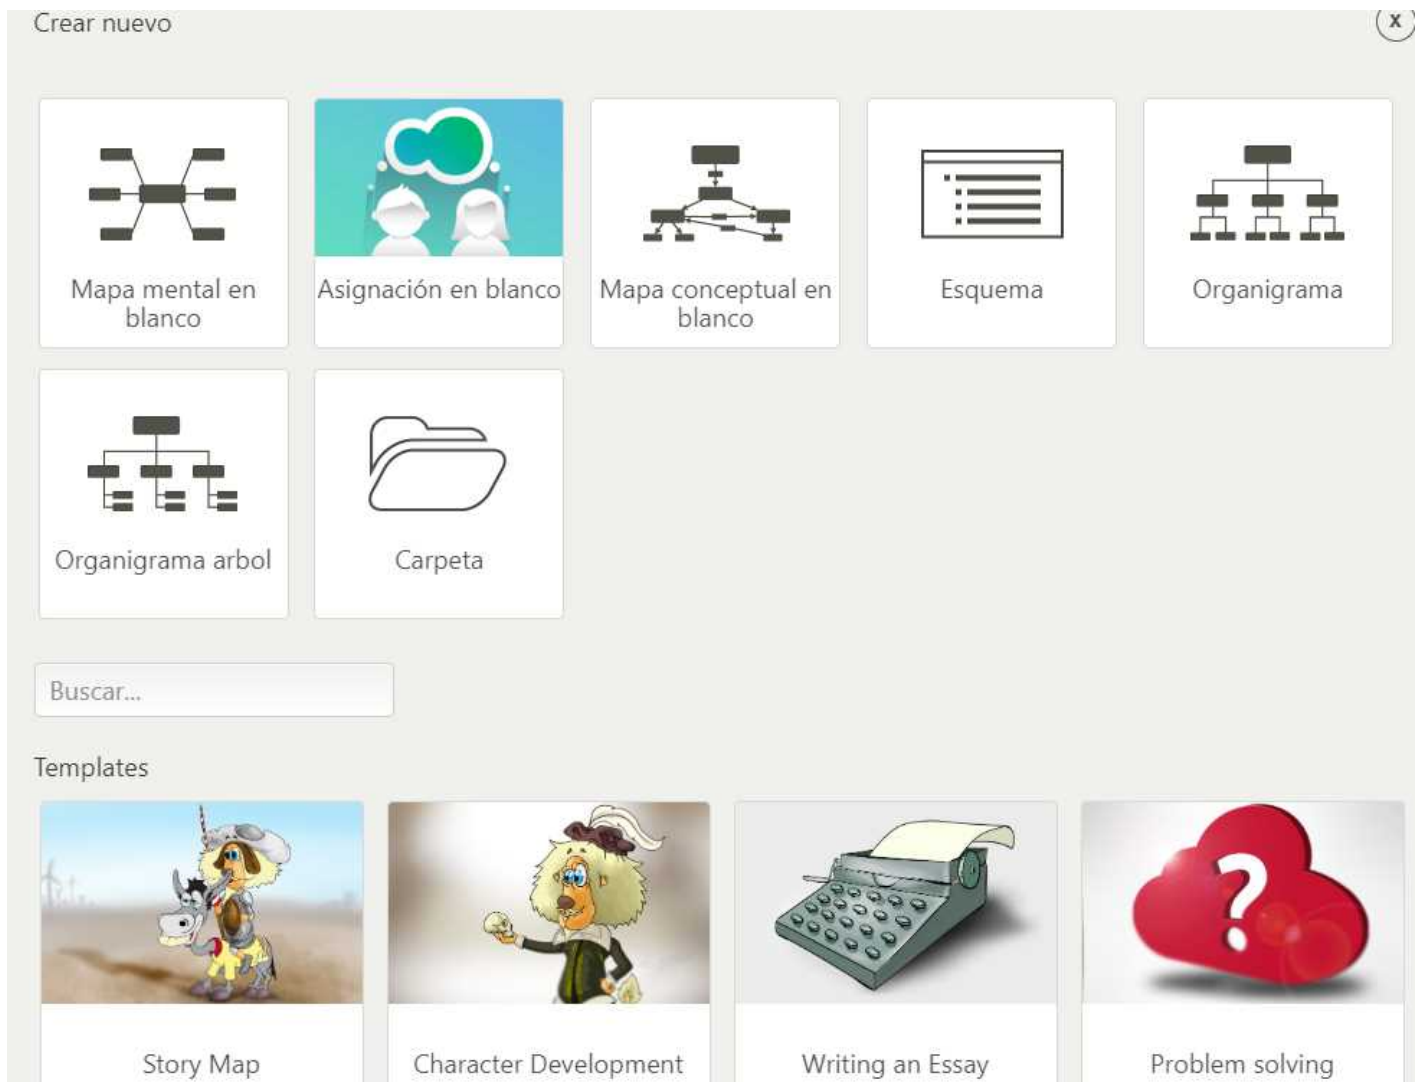 Crear nuevo
x
Mapa mental en
blanco
Asignación en blanco
Mapa conceptual en
blanco
Esquema
Organigrama
Organigrama arbol
Carpeta
Buscar...
Templates
?
Story Map
Character Development
Writing an Essay
Problem solving